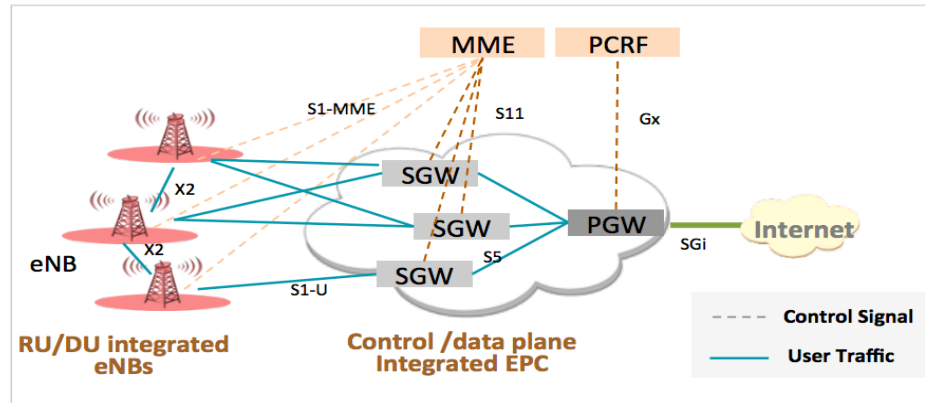 MME
PCRF
S1-MME
S11
Gx
X2
SGW
SGW
PGW
Internet
SGi
eNB
X2
S5
SGW
S1-U
RU/DU integrated
eNBs
Control /data plane
Integrated EPC
Control Signal
User Traffic